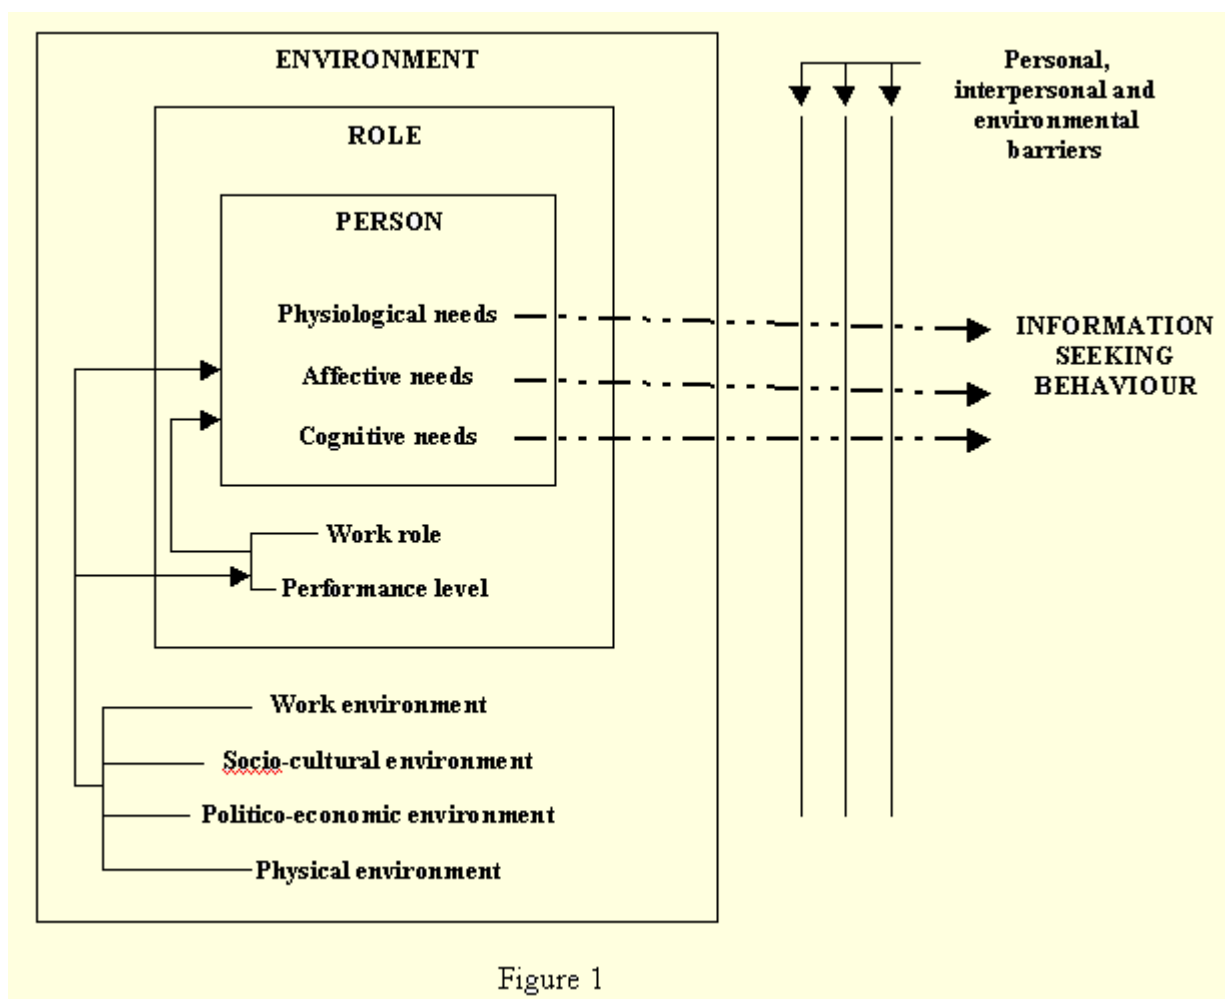 ENVIRONMENT
ROLE
PERSON
Physiological needs
Affective needs
Cognitive needs
Work role
Performance level
Work environment
Socio-cultural environment
Politico-economic environment
Physical environment
Personal,
interpersonal and
environmental
barriers
INFORMATION
SEEKING
BEHAVIOUR
Figure 1